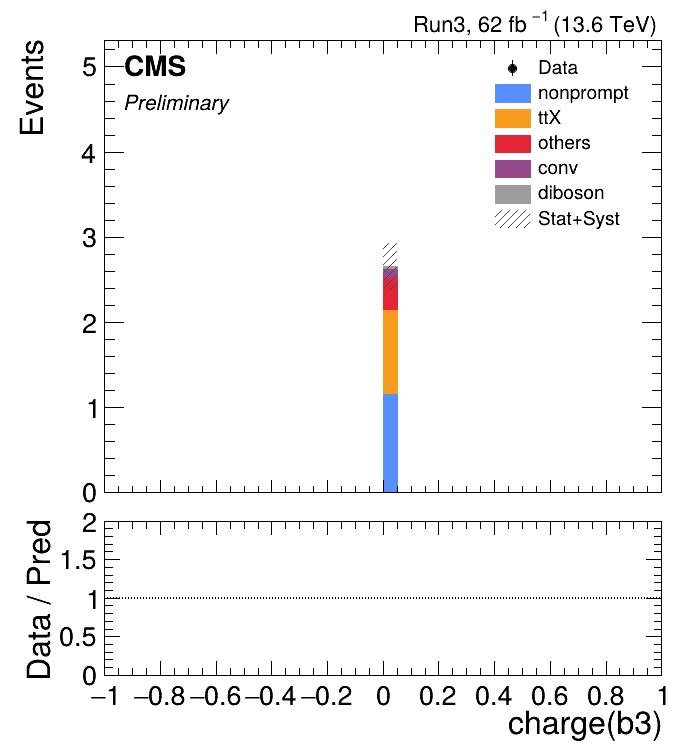 Run3, 62 fb⁻¹ (13.6 TeV)
Events
CMS
Preliminary
Data
nonprompt
ttX
others
conv
diboson
Stat+Syst
5
4
3
2
1
0
Data / Pred
2
1.5
1
0.5
0
−1 −0.8 −0.6 −0.4 −0.2 0 0.2 0.4 0.6 0.8 1
charge(b3)